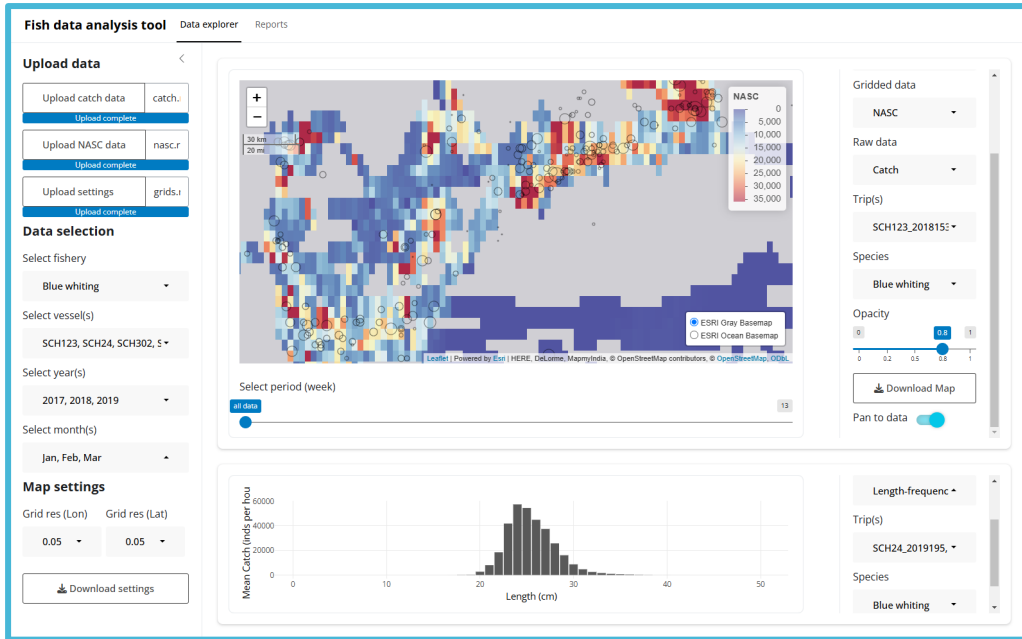 Fish data analysis tool Data explorer Reports
Upload data
Upload catch data catch.
Upload complete
Upload NASC data nasc.r
Upload complete
Upload settings grids.r
Upload complete
Data selection
Select fishery
Blue whiting
Select vessel(s)
SCH123, SCH24, SCH302, S
Select year(s)
2017, 2018, 2019
Select month(s)
Jan, Feb, Mar
Map settings
Grid res (Lon) Grid res (Lat)
0.05 0.05
Download settings
+
−
30 km
20 mi
NASC
0
5,000
10,000
15,000
20,000
25,000
30,000
35,000
ESRI Gray Basemap
ESRI Ocean Basemap
Leaflet | Powered by Esri | HERE, DeLorme, MapmyIndia, © OpenStreetMap contributors, © OpenStreetMap, ODbL
Select period (week)
all data 13
Gridded data
NASC
Raw data
Catch
Trip(s)
SCH123_2018153
Species
Blue whiting
Opacity
0 0.8 1
0 0.2 0.5 0.8 1
Download Map
Pan to data
Mean Catch (inds per hou
60000
40000
20000
0
0 10 20 30 40 50
Length (cm)
Length-frequenc
Trip(s)
SCH24_2019195,
Species
Blue whiting